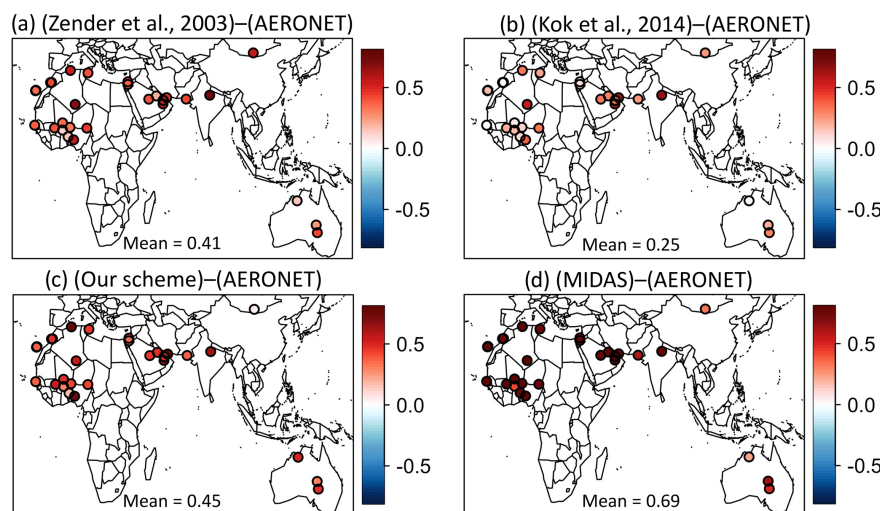 (a) (Zender et al., 2003)–(AERONET)
0.5
0.0
-0.5
Mean = 0.41
(b) (Kok et al., 2014)–(AERONET)
0.5
0.0
-0.5
Mean = 0.25
(c) (Our scheme)–(AERONET)
0.5
0.0
-0.5
Mean = 0.45
(d) (MIDAS)–(AERONET)
0.5
0.0
-0.5
Mean = 0.69